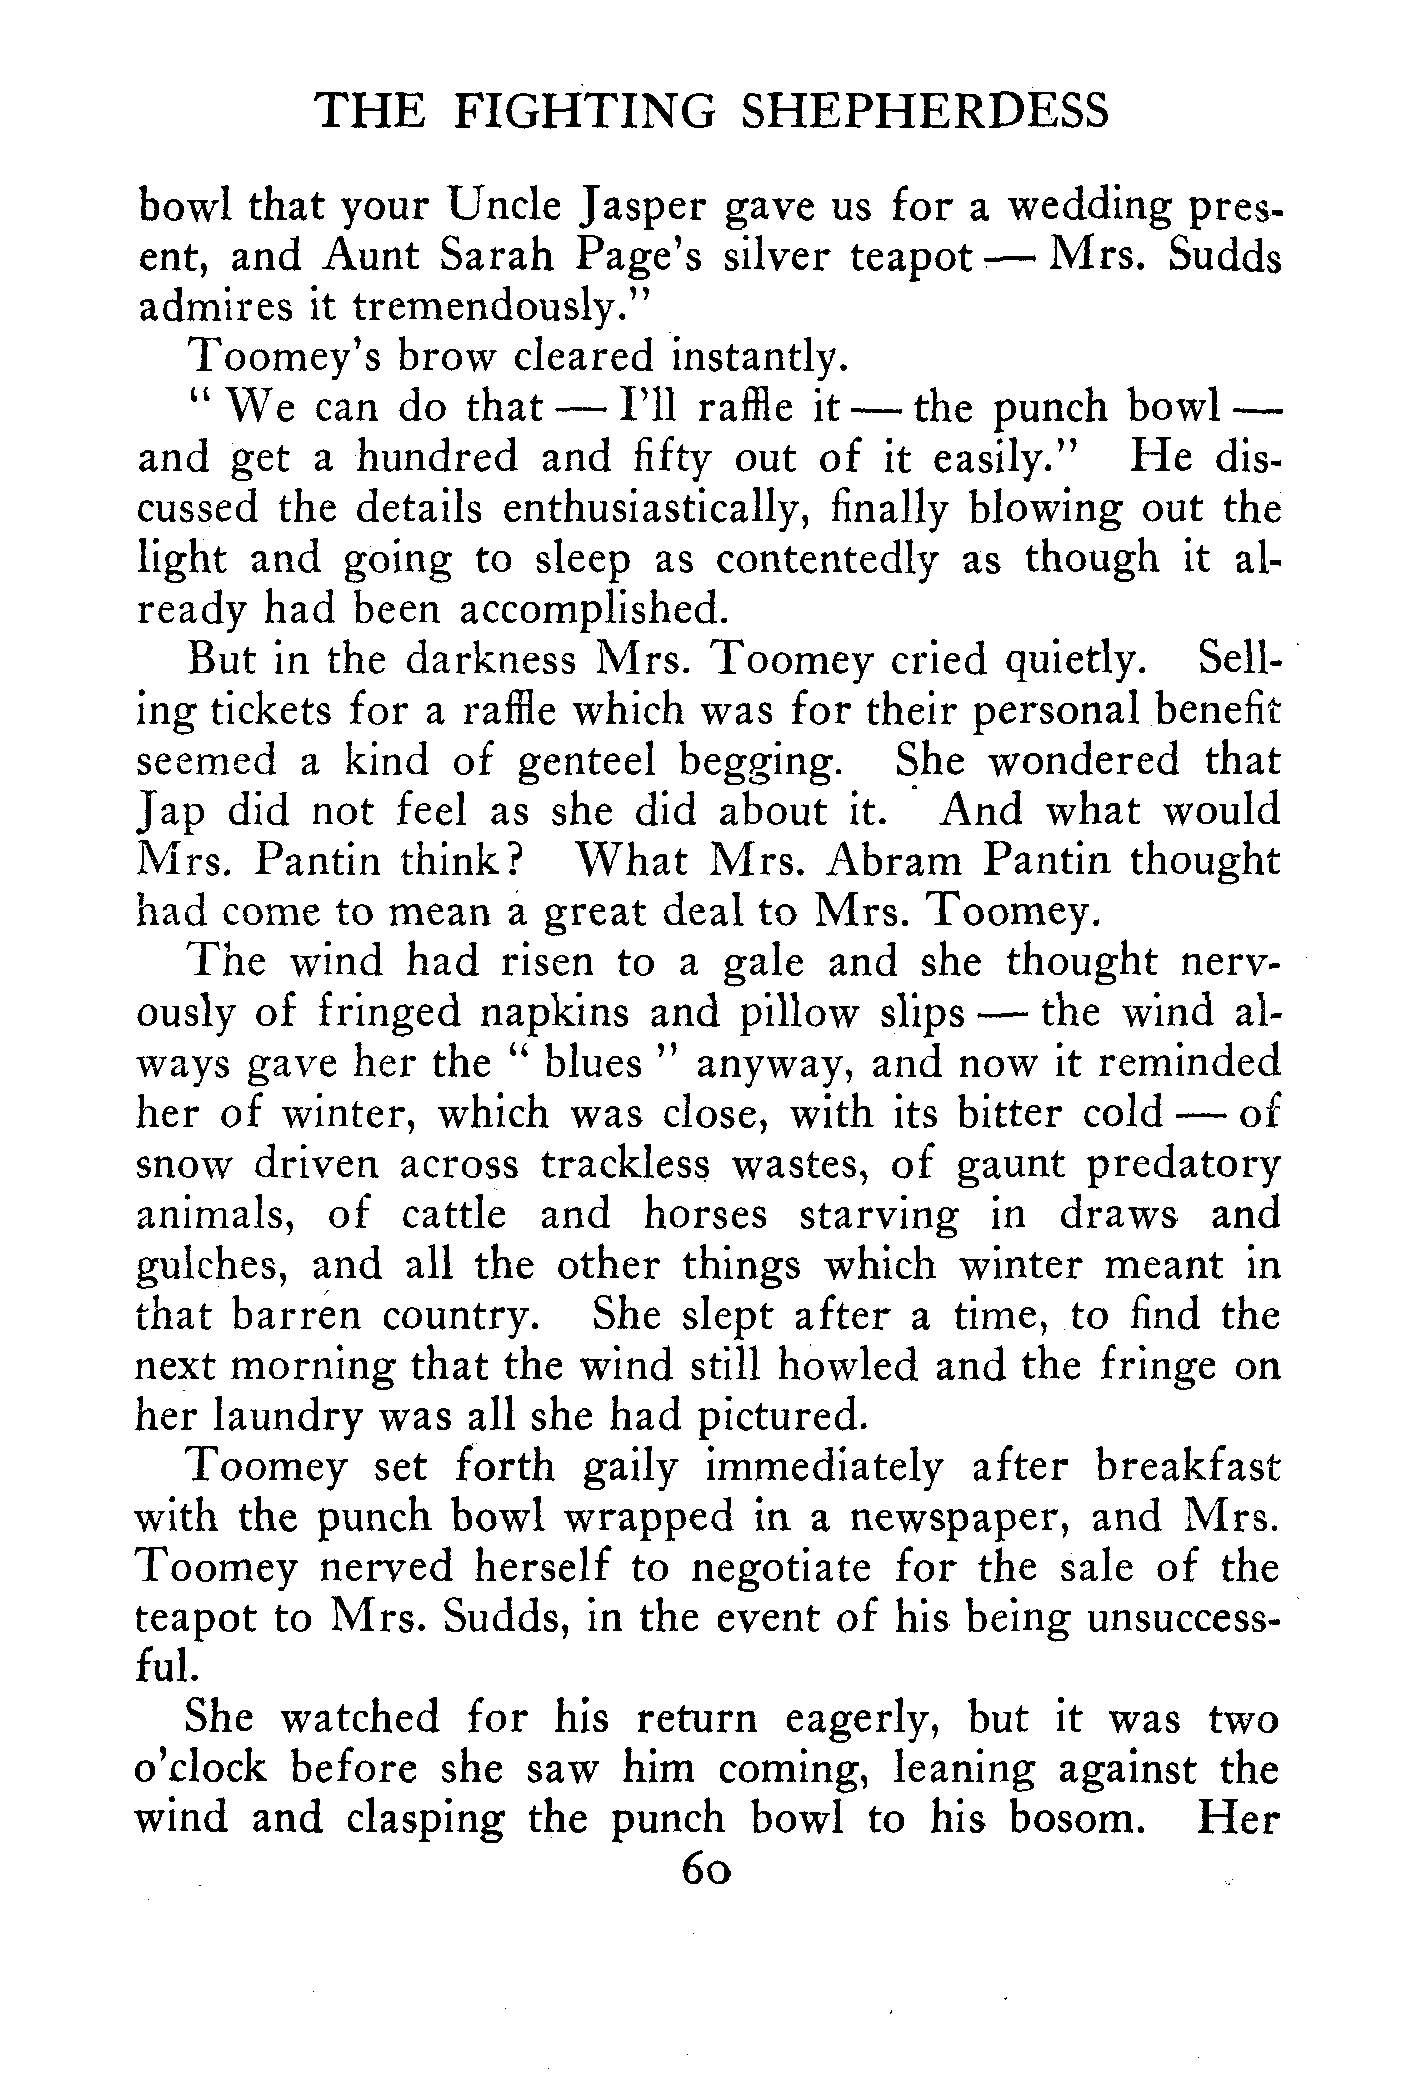 THE FIGHTING SHEPHERDESS
bowl that your Uncle Jasper gave us for a wedding pres-
ent, and Aunt Sarah Page's silver teapot — Mrs. Sudds
admires it tremendously."
Toomey's brow cleared instantly.
" We can do that — I'll raffle it — the punch bowl —
and get a hundred and fifty out of it easily." He dis-
cussed the details enthusiastically, finally blowing out the
light and going to sleep as contentedly as though it al-
ready had been accomplished.
But in the darkness Mrs. Toomey cried quietly. Sell-
ing tickets for a raffle which was for their personal benefit
seemed a kind of genteel begging. She wondered that
Jap did not feel as she did about it. And what would
Mrs. Pantin think? What Mrs. Abram Pantin thought
had come to mean a great deal to Mrs. Toomey.
The wind had risen to a gale and she thought nerv-
ously of fringed napkins and pillow slips — the wind al-
ways gave her the " blues " anyway, and now it reminded
her of winter, which was close, with its bitter cold — of
snow driven across trackless wastes, of gaunt predatory
animals, of cattle and horses starving in draws and
gulches, and all the other things which winter meant in
that barren country. She slept after a time, to find the
next morning that the wind still howled and the fringe on
her laundry was all she had pictured.
Toomey set forth gaily immediately after breakfast
with the punch bowl wrapped in a newspaper, and Mrs.
Toomey nerved herself to negotiate for the sale of the
teapot to Mrs. Sudds, in the event of his being unsuccess-
ful.
She watched for his return eagerly, but it was two
o'clock before she saw him coming, leaning against the
wind and clasping the punch bowl to his bosom. Her
60